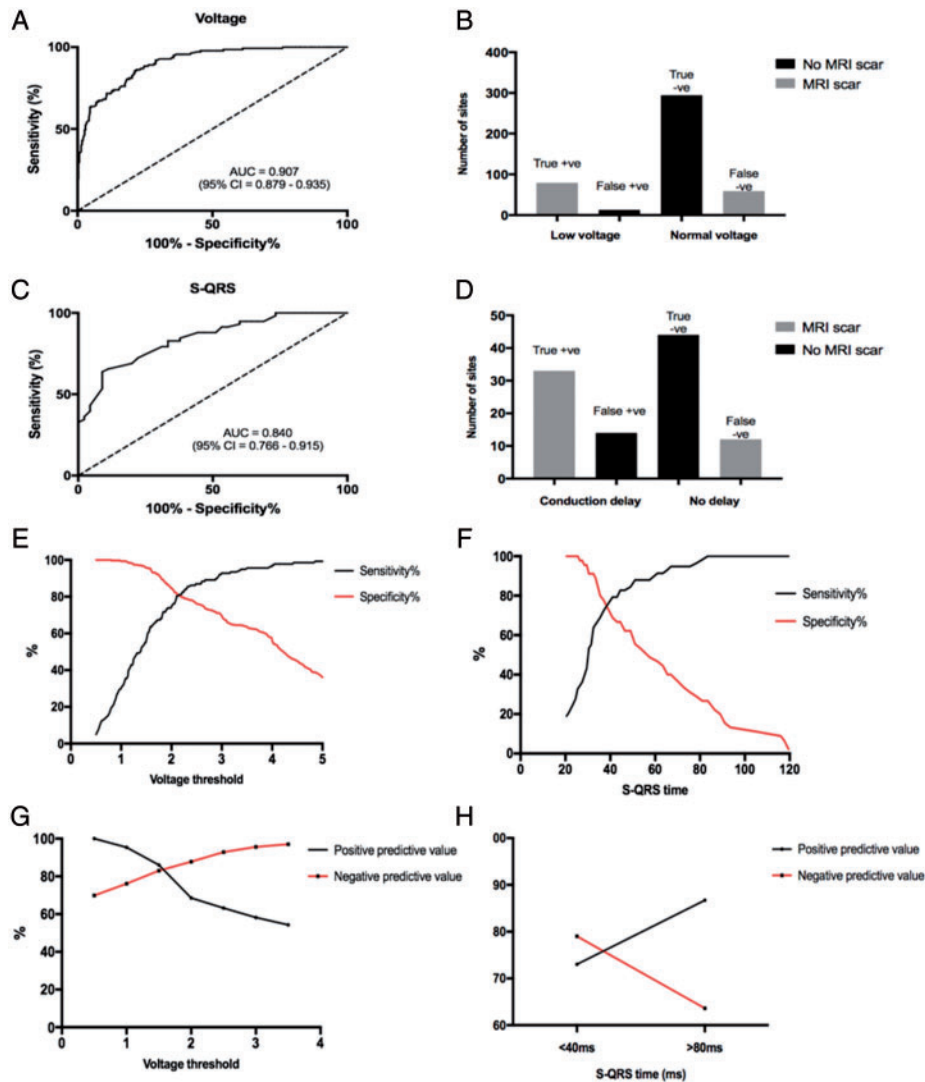 A
Voltage
100
50
0
0
50
100
Sensitivity (%)
100% - Specificity%
AUC = 0.907
(95% CI = 0.879 - 0.935)
B
400
300
200
100
0
Number of sites
True +ve
False +ve
True
-ve
False
-ve
Low voltage
Normal voltage
No MRI scar
MRI scar
C
S-QRS
100
50
0
0
50
100
Sensitivity (%)
100% - Specificity%
AUC = 0.840
(95% CI = 0.766 - 0.915)
D
50
40
30
20
10
0
Number of sites
True +ve
False +ve
True
-ve
False
-ve
Conduction delay
No delay
MRI scar
No MRI scar
E
100
80
60
40
20
0
%
0
1
2
3
4
5
Voltage threshold
Sensitivity%
Specificity%
F
100
80
60
40
20
0
%
0
20
40
60
80
100
120
S-QRS time
Sensitivity%
Specificity%
G
100
80
60
40
20
0
%
0
1
2
3
4
Voltage threshold
Positive predictive value
Negative predictive value
H
00
90
80
70
60
<40ms
>80ms
S-QRS time (ms)
Positive predictive value
Negative predictive value